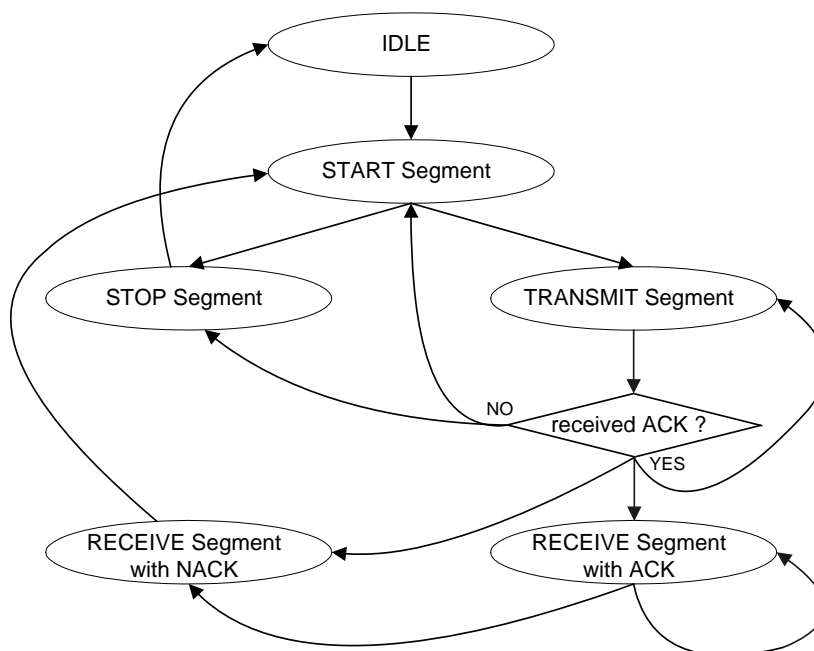 IDLE
START Segment
STOP Segment
TRANSMIT Segment
NO
received ACK ?
YES
RECEIVE Segment
with NACK
RECEIVE Segment
with ACK